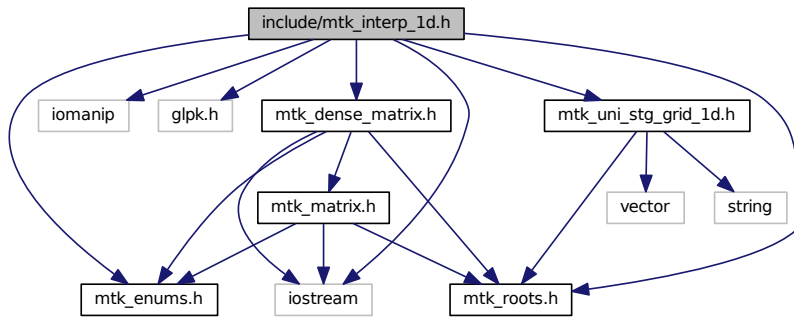 include/mtk_interp_1d.h
iomanip
glpk.h
mtk_dense_matrix.h
mtk_uni_stg_grid_1d.h
mtk_matrix.h
vector
string
mtk_enums.h
iostream
mtk_roots.h